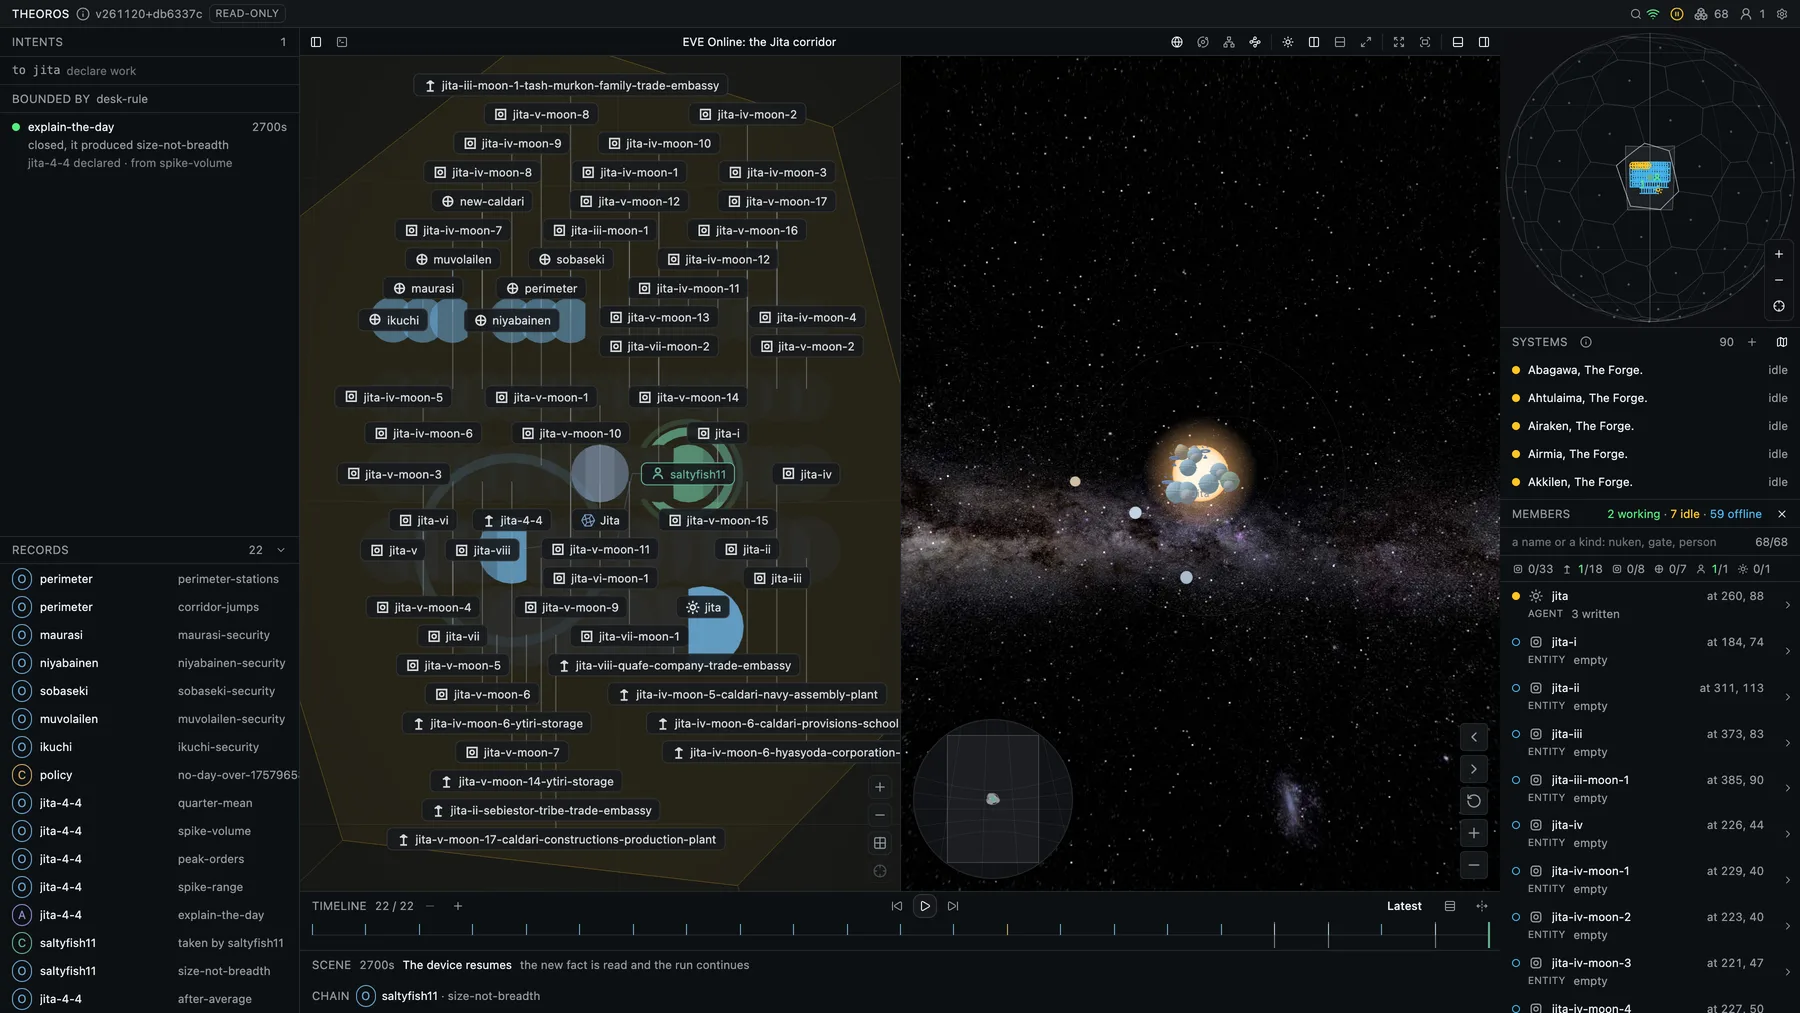 THEOROS v261120+db6337c READ-ONLY
68 1
INTENTS 1
to jita declare work
BOUNDED BY desk-rule
explain-the-day 2700s
closed, it produced size-not-breadth
jita-4-4 declared · from spike-volume
RECORDS 22
perimeter perimeter-stations
perimeter corridor-jumps
maurasi maurasi-security
niyabainen niyabainen-security
sobaseki sobaseki-security
muvolailen muvolailen-security
ikuchi ikuchi-security
policy no-day-over-1757965
jita-4-4 quarter-mean
jita-4-4 spike-volume
jita-4-4 peak-orders
jita-4-4 spike-range
jita-4-4 explain-the-day
saltyfish11 taken by saltyfish11
saltyfish11 size-not-breadth
jita-4-4 after-average
EVE Online: the Jita corridor
jita-iii-moon-1-tash-murkon-family-trade-embassy
jita-v-moon-8 jita-iv-moon-2
jita-iv-moon-9 jita-iv-moon-10
jita-iv-moon-8 jita-iv-moon-1 jita-iv-moon-3
new-caldari jita-v-moon-12 jita-v-moon-17
jita-iv-moon-7 jita-iii-moon-1 jita-v-moon-16
muvolailen sobaseki jita-iv-moon-12
maurasi perimeter jita-iv-moon-11
ikuchi niyabainen jita-v-moon-13 jita-iv-moon-4
jita-vii-moon-2 jita-v-moon-2
jita-iv-moon-5 jita-v-moon-1 jita-v-moon-14
jita-iv-moon-6 jita-v-moon-10 jita-i
jita-v-moon-3 saltyfish11 jita-iv
jita-vi jita-4-4 Jita jita-v-moon-15
jita-v jita-viii jita-v-moon-11 jita-ii
jita-vi-moon-1 jita-iii
jita-v-moon-4 jita-v-moon-9 jita
jita-vii jita-vii-moon-1
jita-v-moon-5 jita-viii-quafe-company-trade-embassy
jita-v-moon-6 jita-iv-moon-5-caldari-navy-assembly-plant
jita-iv-moon-6-ytiri-storage jita-iv-moon-6-caldari-provisions-school
jita-v-moon-7 jita-iv-moon-6-hyasyoda-corporation-
jita-v-moon-14-ytiri-storage
jita-ii-sebiestor-tribe-trade-embassy
jita-v-moon-17-caldari-constructions-production-plant
TIMELINE 22 / 22 Latest
SCENE 2700s The device resumes the new fact is read and the run continues
CHAIN O saltyfish11 · size-not-breadth
SYSTEMS 90
Abagawa, The Forge. idle
Ahtulaima, The Forge. idle
Airaken, The Forge. idle
Airmia, The Forge. idle
Akkilen, The Forge. idle
MEMBERS 2 working · 7 idle · 59 offline
a name or a kind: nuken, gate, person 68/68
0/33 1/18 0/8 0/7 1/1 0/1
jita at 260, 88
AGENT 3 written
jita-i at 184, 74
ENTITY empty
jita-ii at 311, 113
ENTITY empty
jita-iii at 373, 83
ENTITY empty
jita-iii-moon-1 at 385, 90
ENTITY empty
jita-iv at 226, 44
ENTITY empty
jita-iv-moon-1 at 229, 40
ENTITY empty
jita-iv-moon-2 at 223, 40
ENTITY empty
jita-iv-moon-3 at 221, 47
ENTITY empty
jita-iv-moon-4 at 227, 50